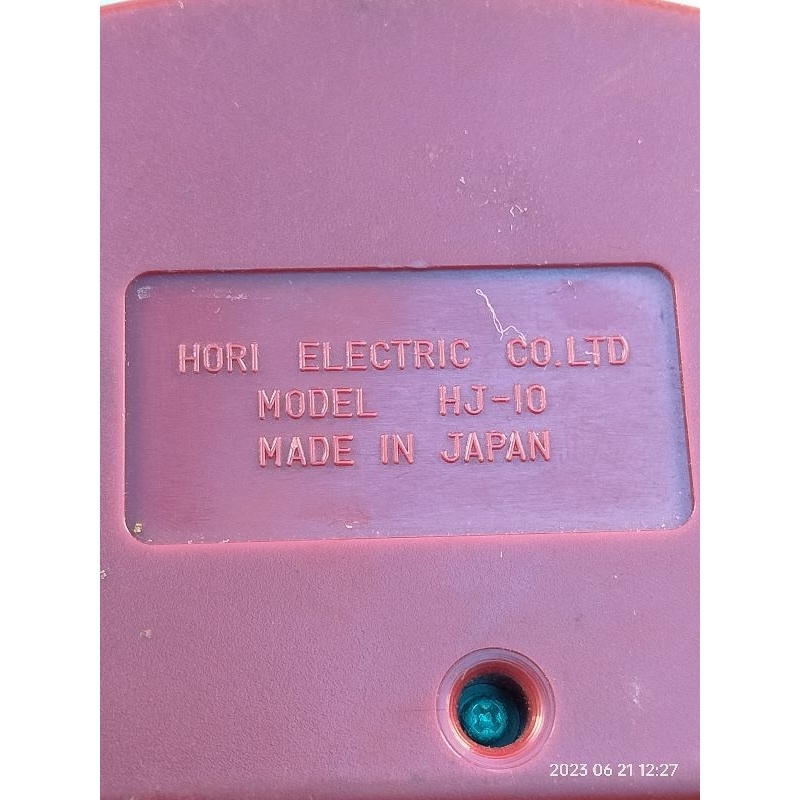 HORI ELECTRIC CO.LTD
MODEL HJ-10
MADE IN JAPAN
2023 06 21 12:27